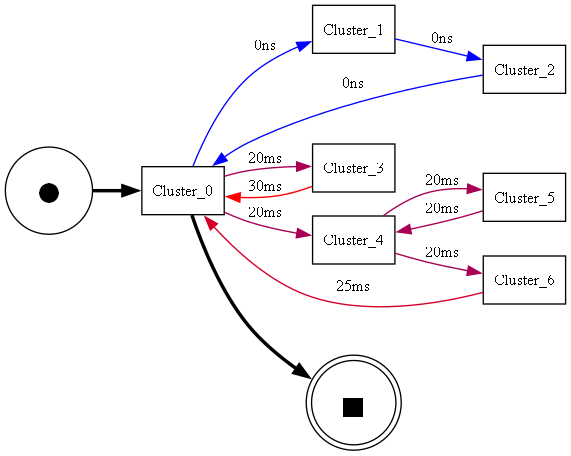 Cluster_1
0ns
0ns
Cluster_2
0ns
20ms
Cluster_3
30ms
Cluster_0
20ms
Cluster_4
20ms
Cluster_5
20ms
20ms
Cluster_6
25ms